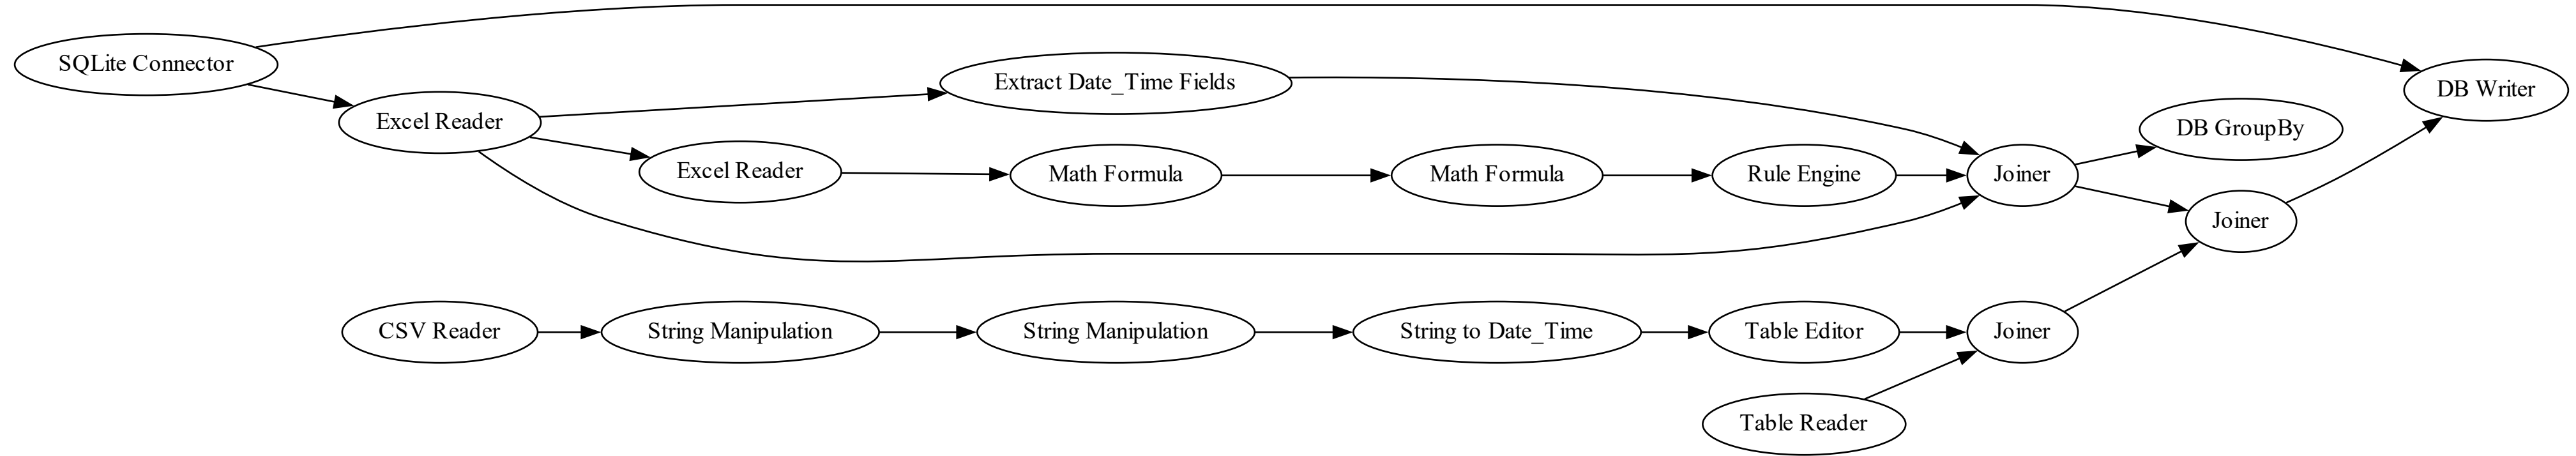 SQLite Connector
Excel Reader
Extract Date_Time Fields
Excel Reader
Math Formula
Math Formula
Rule Engine
Joiner
DB GroupBy
DB Writer
Joiner
CSV Reader
String Manipulation
String Manipulation
String to Date_Time
Table Editor
Joiner
Table Reader